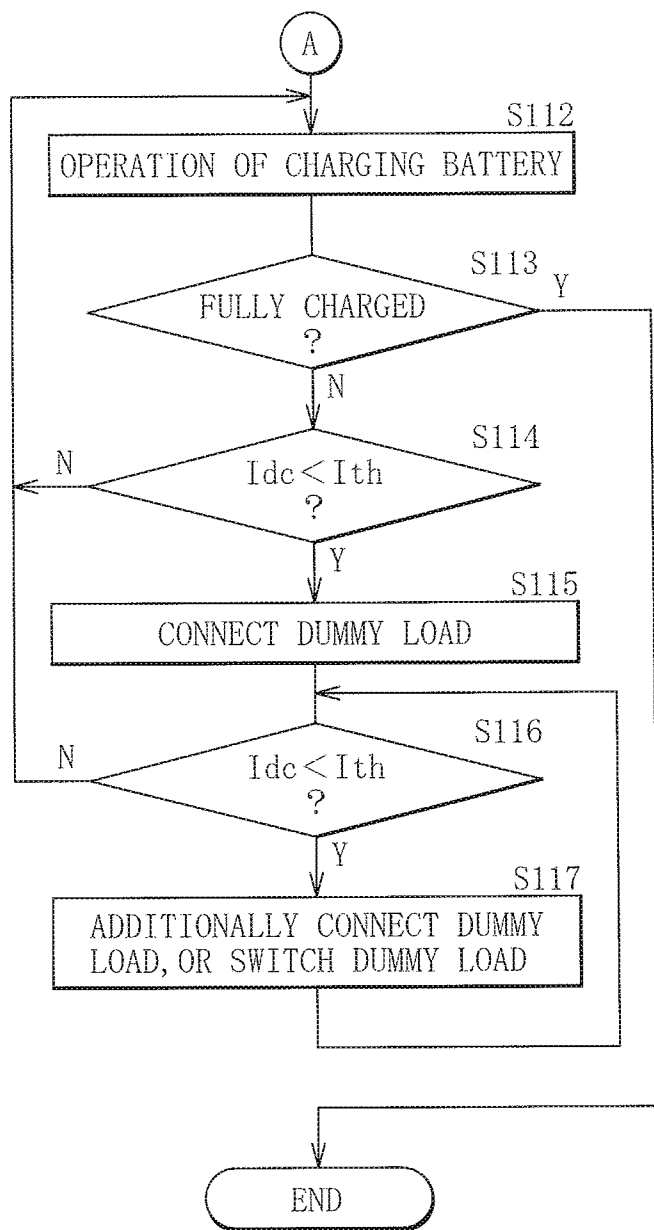 A
S112
OPERATION OF CHARGING BATTERY
S113
Y
FULLY CHARGED
?
N
S114
N
Idc<Ith
?
Y
S115
CONNECT DUMMY LOAD
S116
N
Idc<Ith
?
Y
S117
ADDITIONALLY CONNECT DUMMY
LOAD, OR SWITCH DUMMY LOAD
END